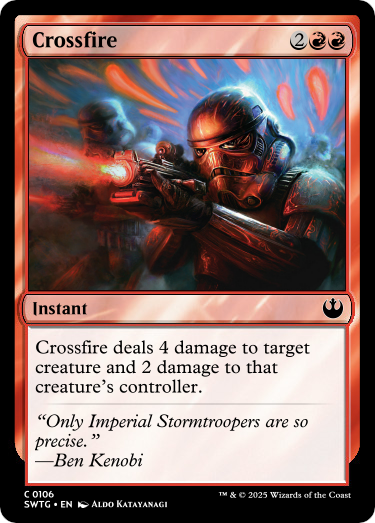 Crossfire 2
Instant
Crossfire deals 4 damage to target
creature and 2 damage to that
creature's controller.
“Only Imperial Stormtroopers are so
precise.”
—Ben Kenobi
C 0106
SWTG • EN Aldo Katayanagi
™ & © 2025 Wizards of the Coast